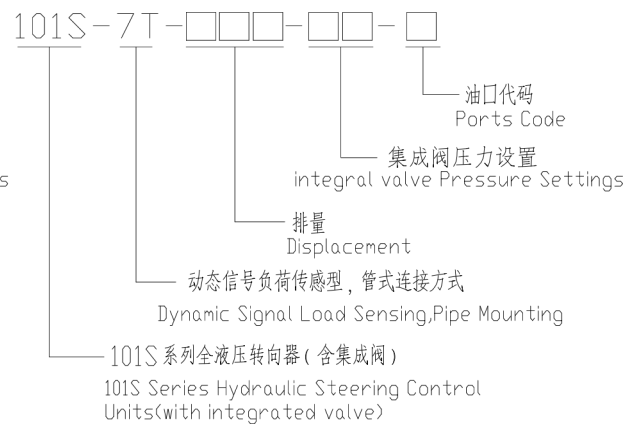 101S-7T-□□□-□□-□
油口代码
Ports Code
集成阀压力设置
s
integral valve Pressure Settings
排量
Displacement
动态信号负荷传感型，管式连接方式
Dynamic Signal Load Sensing,Pipe Mounting
101S系列全液压转向器(含集成阀)
101S Series Hydraulic Steering Control
Units(with integrated valve)